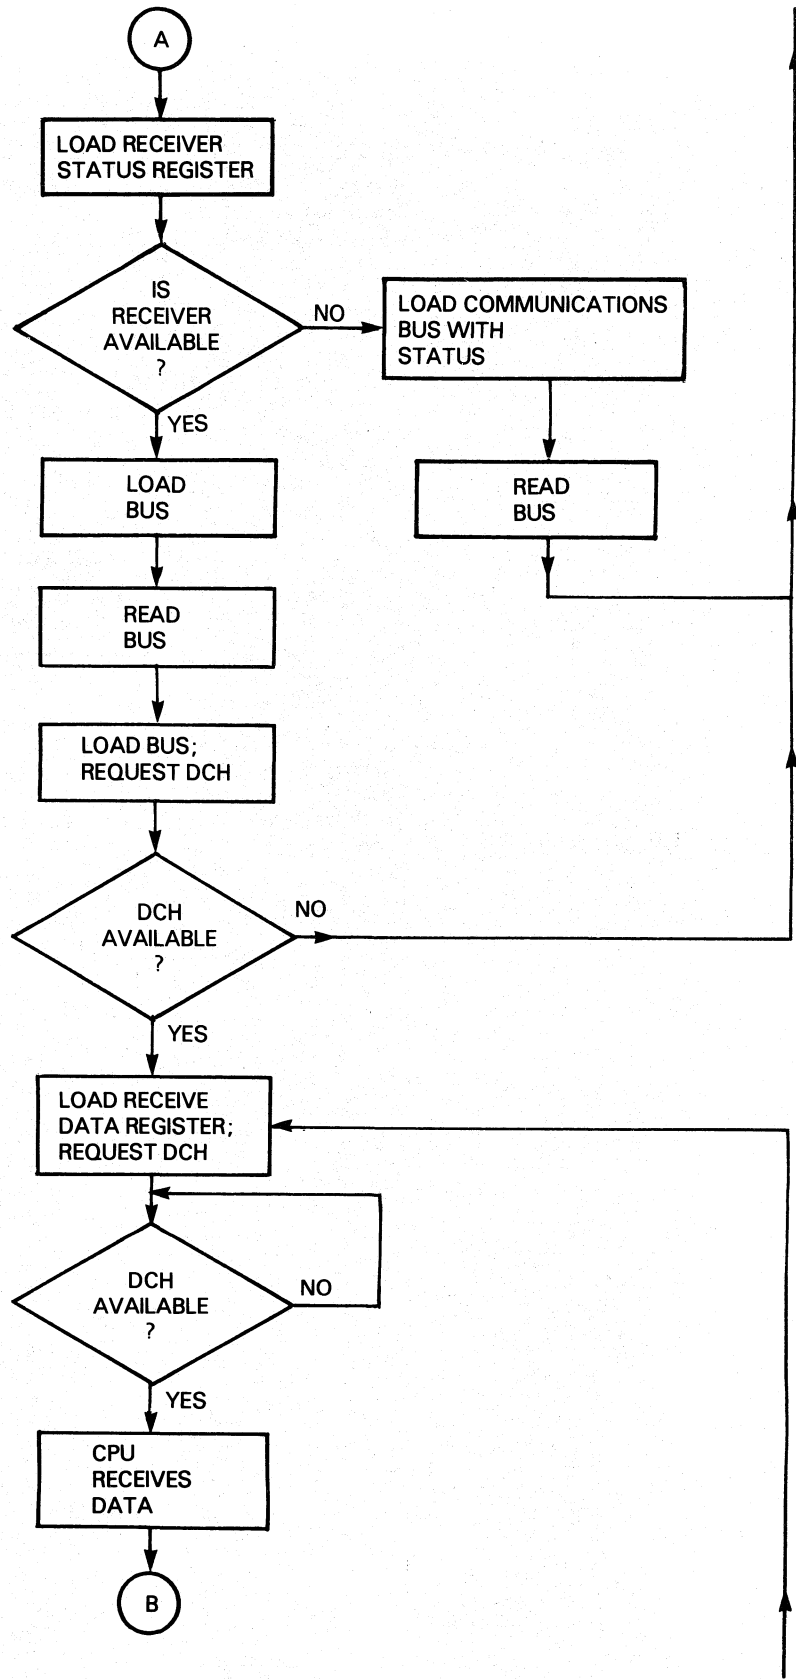 A
LOAD RECEIVER
STATUS REGISTER
IS
RECEIVER
AVAILABLE
?
NO
LOAD COMMUNICATIONS
BUS WITH
STATUS
YES
LOAD
BUS
READ
BUS
READ
BUS
LOAD BUS;
REQUEST DCH
DCH
AVAILABLE
?
NO
YES
LOAD RECEIVE
DATA REGISTER;
REQUEST DCH
DCH
AVAILABLE
?
NO
YES
CPU
RECEIVES
DATA
B